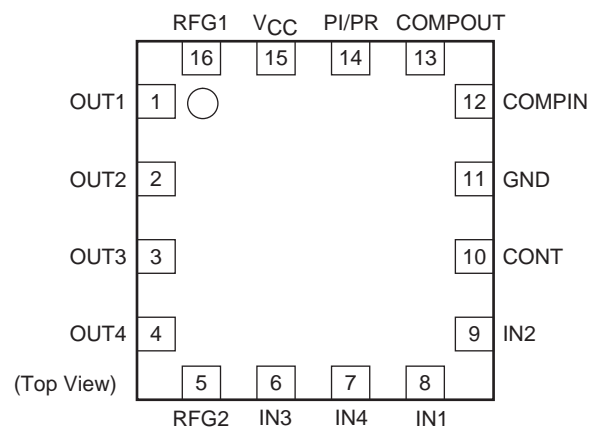 RFG1 VCC PI/PR COMPOUT
16 15 14 13
OUT1 1 12 COMPIN
OUT2 2 11 GND
OUT3 3 10 CONT
OUT4 4 9 IN2
(Top View) 5 6 7 8
RFG2 IN3 IN4 IN1